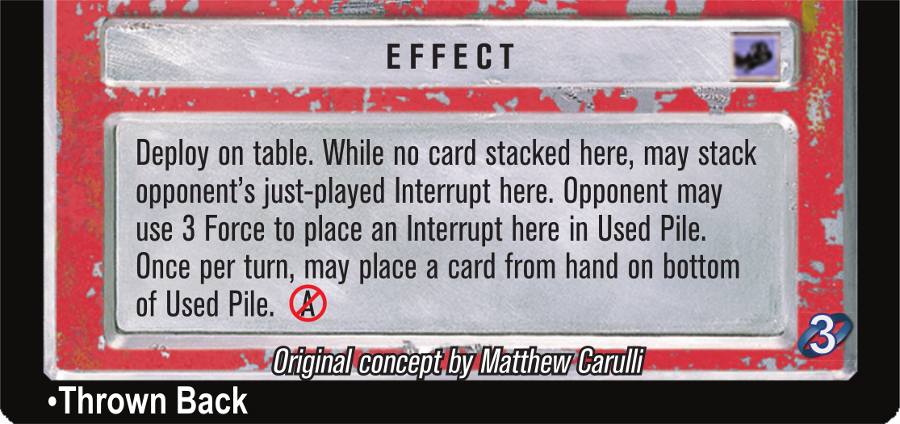 EFFECT
Deploy on table. While no card stacked here, may stack
opponent's just-played Interrupt here. Opponent may
use 3 Force to place an Interrupt here in Used Pile.
Once per turn, may place a card from hand on bottom
of Used Pile. A
3
Original concept by Matthew Carulli
•Thrown Back